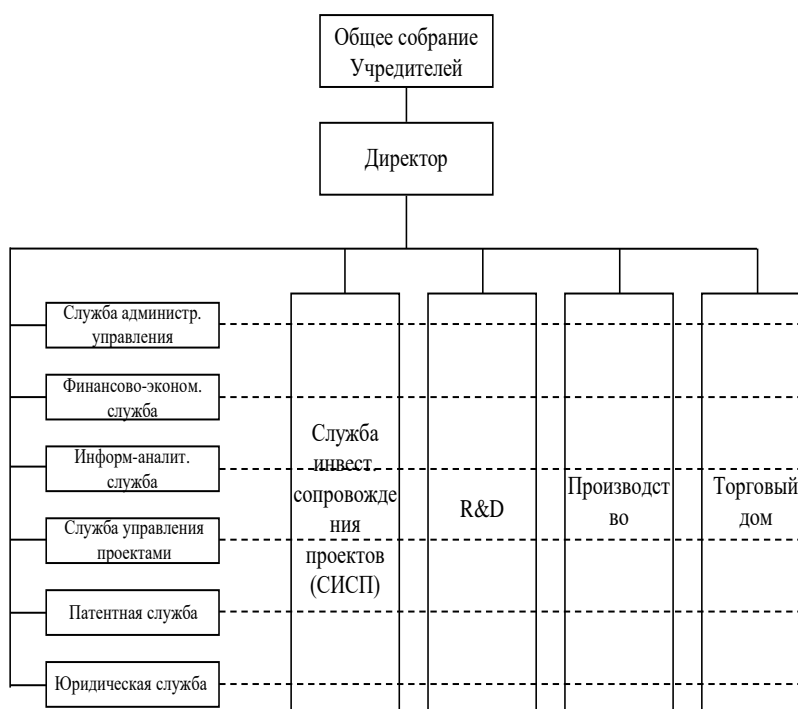 Общее собрание
Учредителей
Директор
Служба администр.
управления
Финансово-эконом.
служба
Информ-аналит.
служба
Служба управления
проектами
Патентная служба
Юридическая служба
Служба
инвест.
сопровожде
ния
проектов
(СИСП)
R&D
Производст
во
Торговый
дом